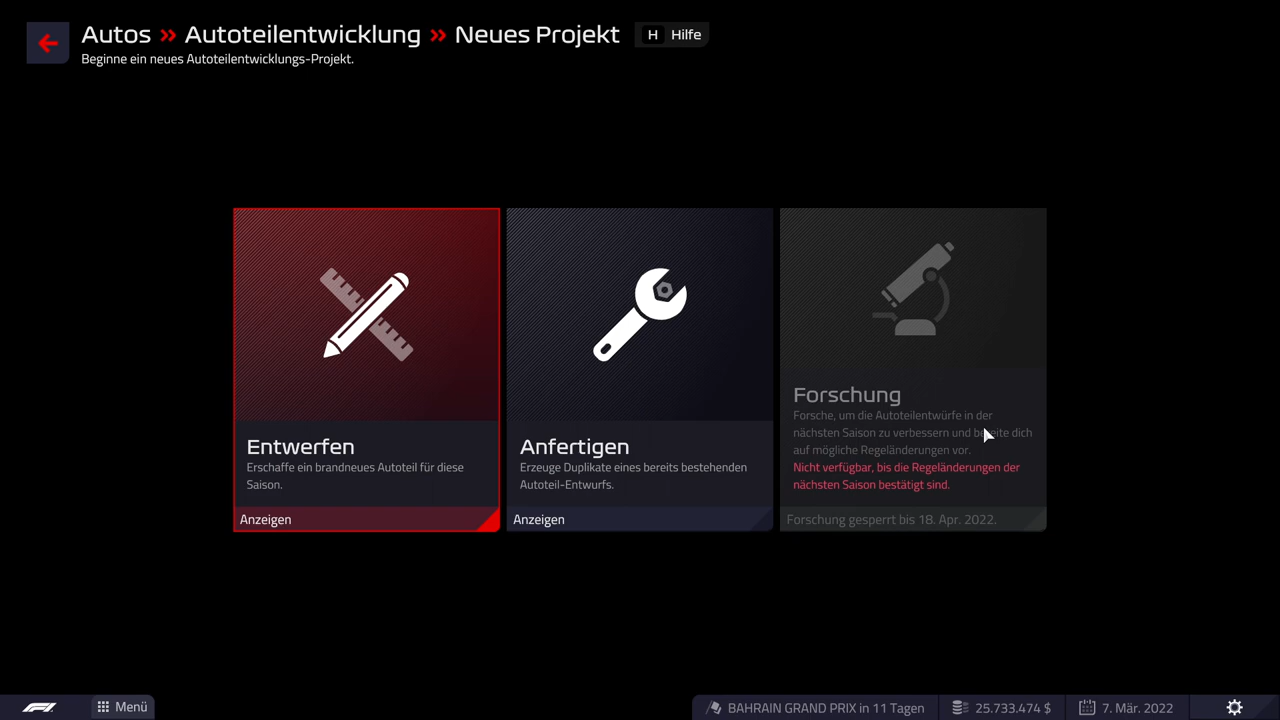 Autos » Autoteilentwicklung » Neues Projekt
H Hilfe
Beginne ein neues Autoteilentwicklungs-Projekt.
Entwerfen
Erschaffe ein brandneues Autoteil für diese
Saison.
Anzeigen
Anfertigen
Erzeuge Duplikate eines bereits bestehenden
Autoteil-Entwurfs.
Anzeigen
Forschung
Forsche, um die Autoteilentwürfe in der
nächsten Saison zu verbessern und bereite dich
auf mögliche Regeländerungen vor.
Nicht verfügbar, bis die Regeländerungen der
nächsten Saison bestätigt sind.
Forschung gesperrt bis 18. Apr. 2022.
F1
Menü
BAHRAIN GRAND PRIX in 11 Tagen
25.733.474 $
7. Mär. 2022